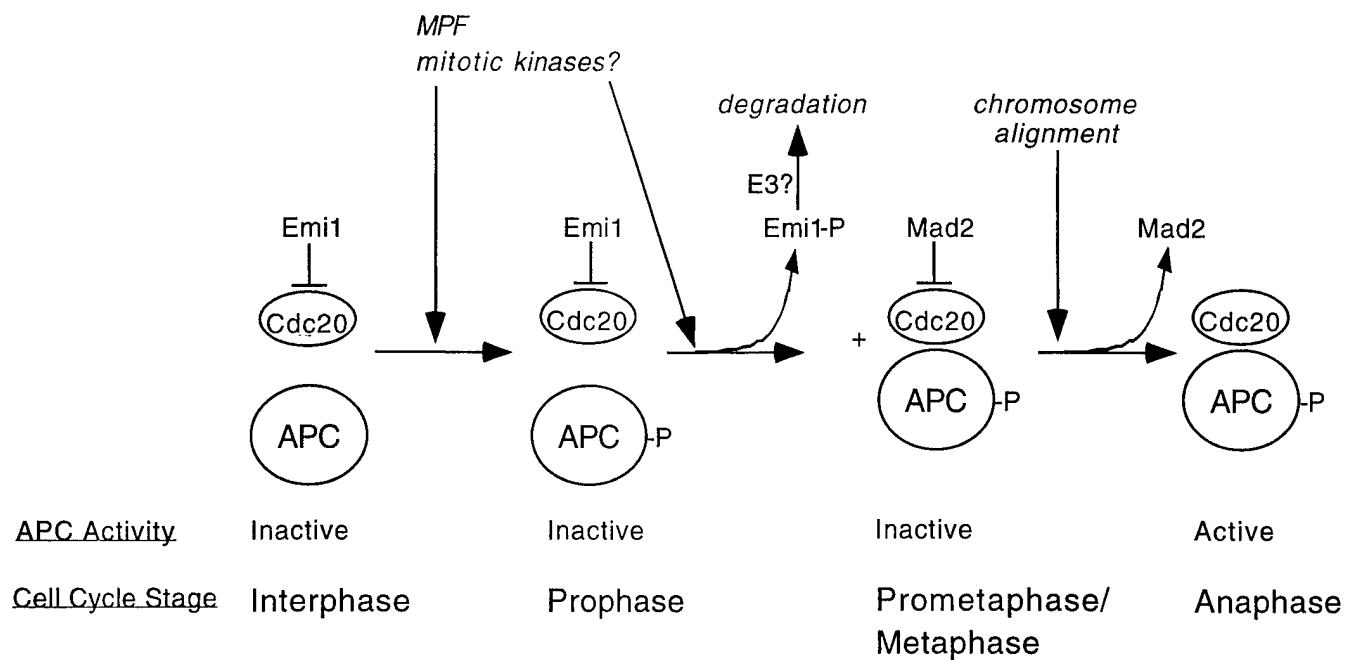 MPF
mitotic kinases?
degradation
chromosome
alignment
E3?
Emi1
Emi1
Emi1-P
Mad2
Mad2
Cdc20
Cdc20
Cdc20
Cdc20
+
APC
APC
-P
APC
-P
APC
-P
APC Activity
Inactive
Inactive
Inactive
Active
Cell Cycle Stage
Interphase
Prophase
Prometaphase/
Metaphase
Anaphase